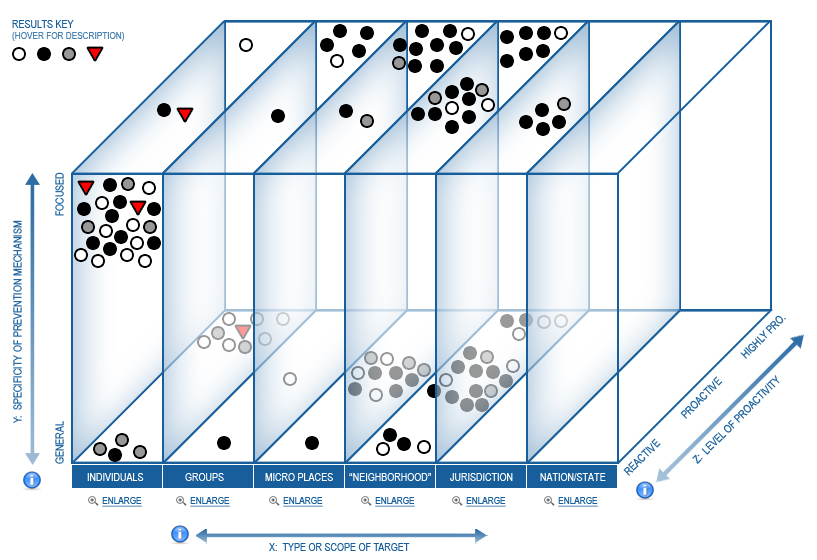 RESULTS KEY
(HOVER FOR DESCRIPTION)
FOCUSED
Y: SPECIFICITY OF PREVENTION MECHANISM
GENERAL
HIGHLY PRO.
PROACTIVE
REACTIVE
Z: LEVEL OF PROACTIVITY
INDIVIDUALS GROUPS MICRO PLACES "NEIGHBORHOOD" JURISDICTION NATION/STATE
ENLARGE ENLARGE ENLARGE ENLARGE ENLARGE ENLARGE
X: TYPE OR SCOPE OF TARGET